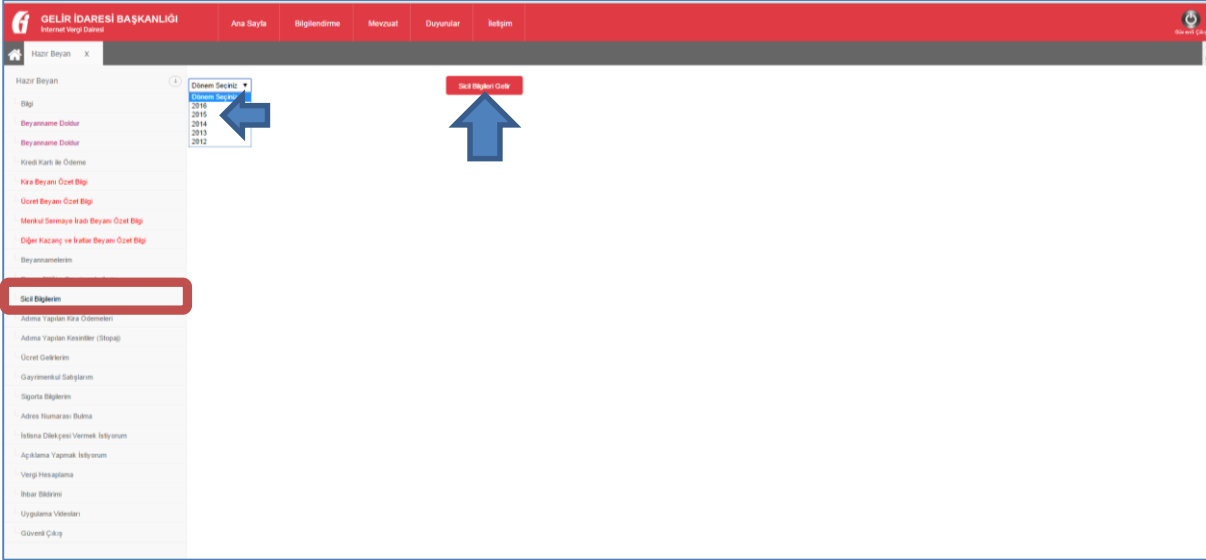 GELİR İDARESİ BAŞKANLIĞI
İnternet Vergi Dairesi
Ana Sayfa
Bilgilendirme
Mevzuat
Duyurular
İletişim
Güvenli Çıkış
Hazır Beyan X
Hazır Beyan
Bilgi
Beyanname Doldur
Beyanname Doldur
Kredi Kartı ile Ödeme
Kira Beyanı Özet Bilgi
Ücret Beyanı Özet Bilgi
Menkul Sermaye İradı Beyanı Özet Bilgi
Diğer Kazanç ve İratlar Beyanı Özet Bilgi
Beyannamelerim
Sicil Bilgilerim
Adıma Yapılan Kira Ödemeleri
Adıma Yapılan Kesintiler (Stopaj)
Ücret Gelirlerim
Gayrimenkul Satışlarım
Sigorta Bilgilerim
Adres Numarası Bulma
İstisna Dilekçesi Vermek İstiyorum
Açıklama Yapmak İstiyorum
Vergi Hesaplama
İhbar Bildirimi
Uygulama Videoları
Güvenli Çıkış
Dönem Seçiniz
Dönem Seçiniz
2016
2015
2014
2013
2012
Sicil Bilgileri Getir